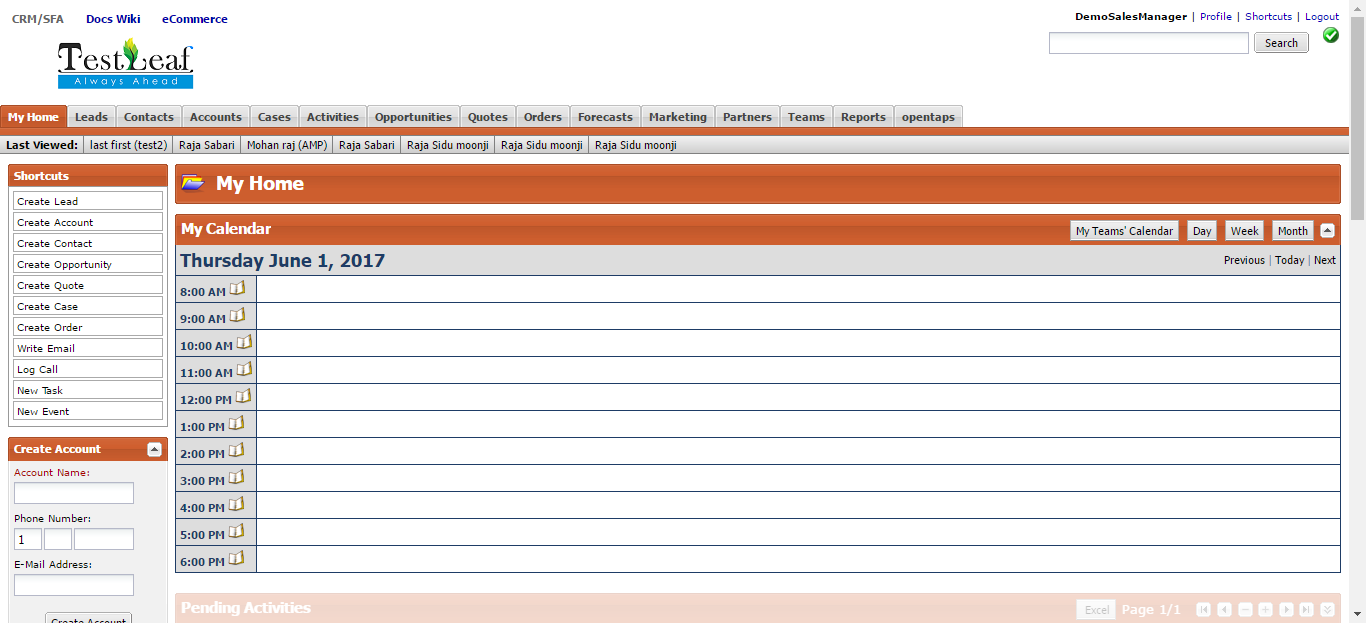 CRM/SFA Docs Wiki eCommerce
DemoSalesManager | Profile | Shortcuts | Logout
TestLeaf
Always Ahead
Search
My Home Leads Contacts Accounts Cases Activities Opportunities Quotes Orders Forecasts Marketing Partners Teams Reports opentaps
Last Viewed: last first (test2) Raja Sabari Mohan raj (AMP) Raja Sabari Raja Sidu moonji Raja Sidu moonji Raja Sidu moonji
Shortcuts
Create Lead
Create Account
Create Contact
Create Opportunity
Create Quote
Create Case
Create Order
Write Email
Log Call
New Task
New Event
Create Account
Account Name:
Phone Number:
1
E-Mail Address:
Create Account
My Home
My Calendar My Teams' Calendar Day Week Month
Thursday June 1, 2017 Previous | Today | Next
8:00 AM
9:00 AM
10:00 AM
11:00 AM
12:00 PM
1:00 PM
2:00 PM
3:00 PM
4:00 PM
5:00 PM
6:00 PM
Pending Activities Excel Page 1/1